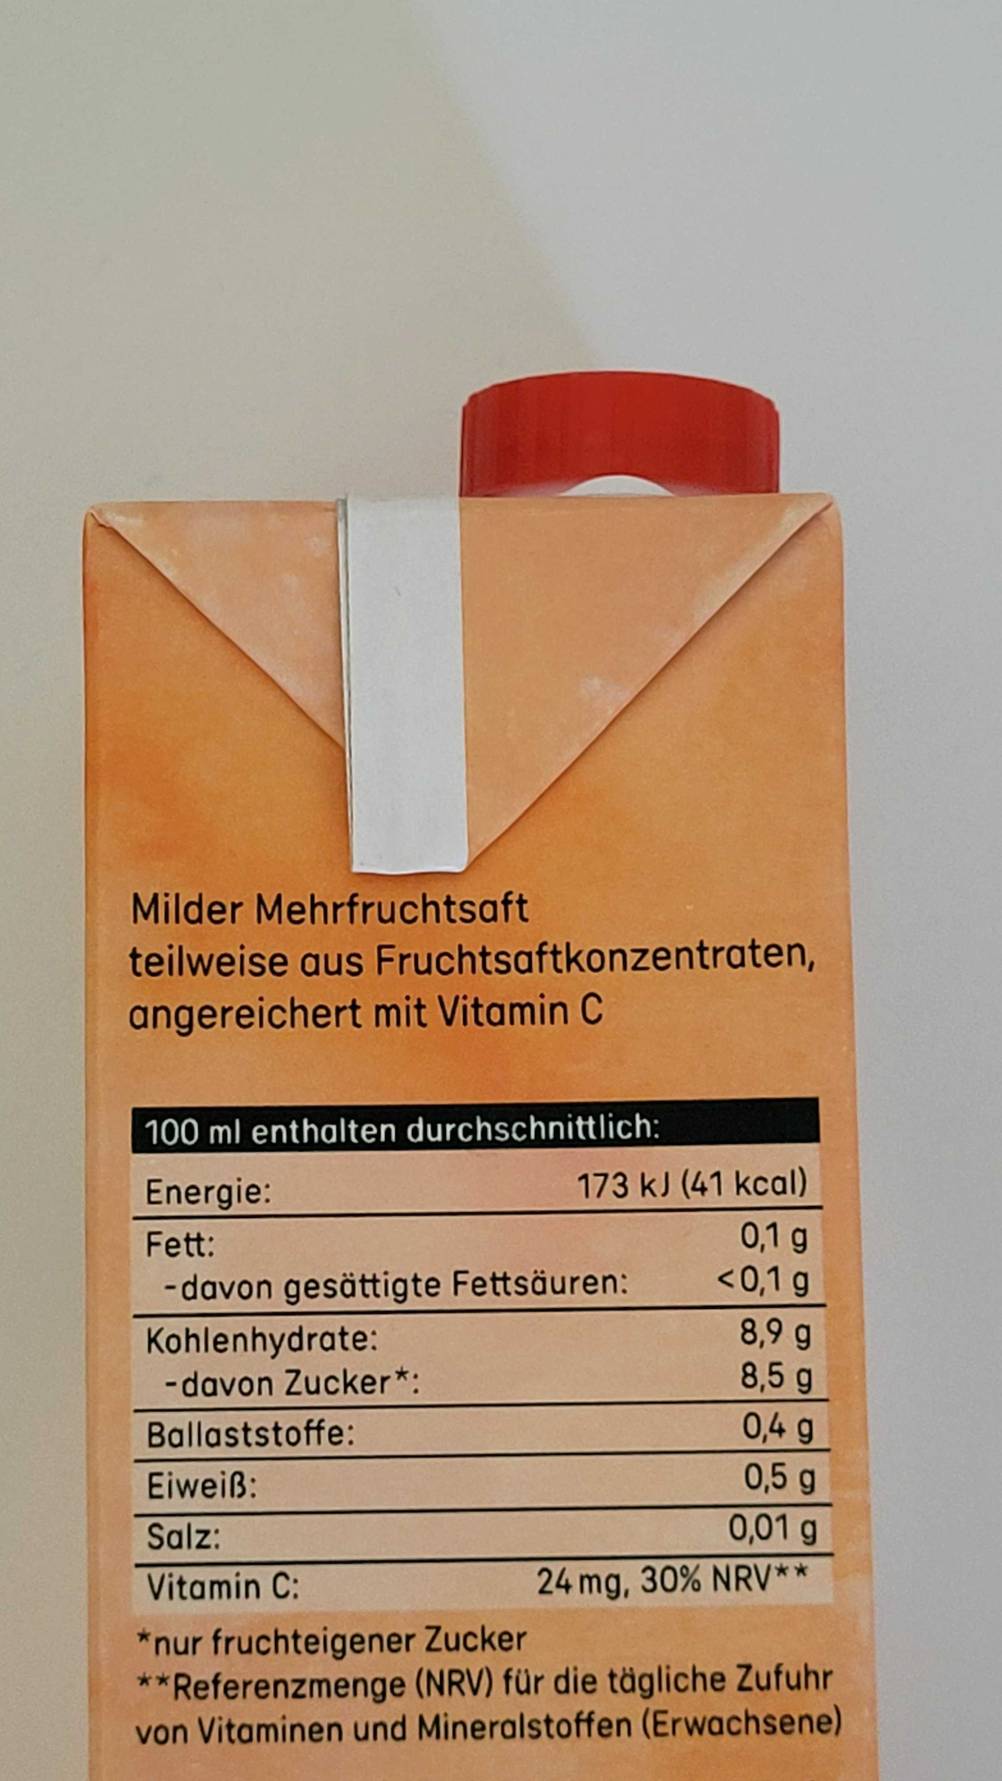 Milder Mehrfruchtsaft
teilweise aus Fruchtsaftkonzentraten,
angereichert mit Vitamin C
100 ml enthalten durchschnittlich:
Energie: 173 kJ (41 kcal)
Fett: 0,1 g
-davon gesättigte Fettsäuren: <0,1 g
Kohlenhydrate: 8,9 g
-davon Zucker*: 8,5 g
Ballaststoffe: 0,4 g
Eiweiß: 0,5 g
Salz: 0,01 g
Vitamin C: 24 mg, 30% NRV**
*nur fruchteigener Zucker
**Referenzmenge (NRV) für die tägliche Zufuhr
von Vitaminen und Mineralstoffen (Erwachsene)